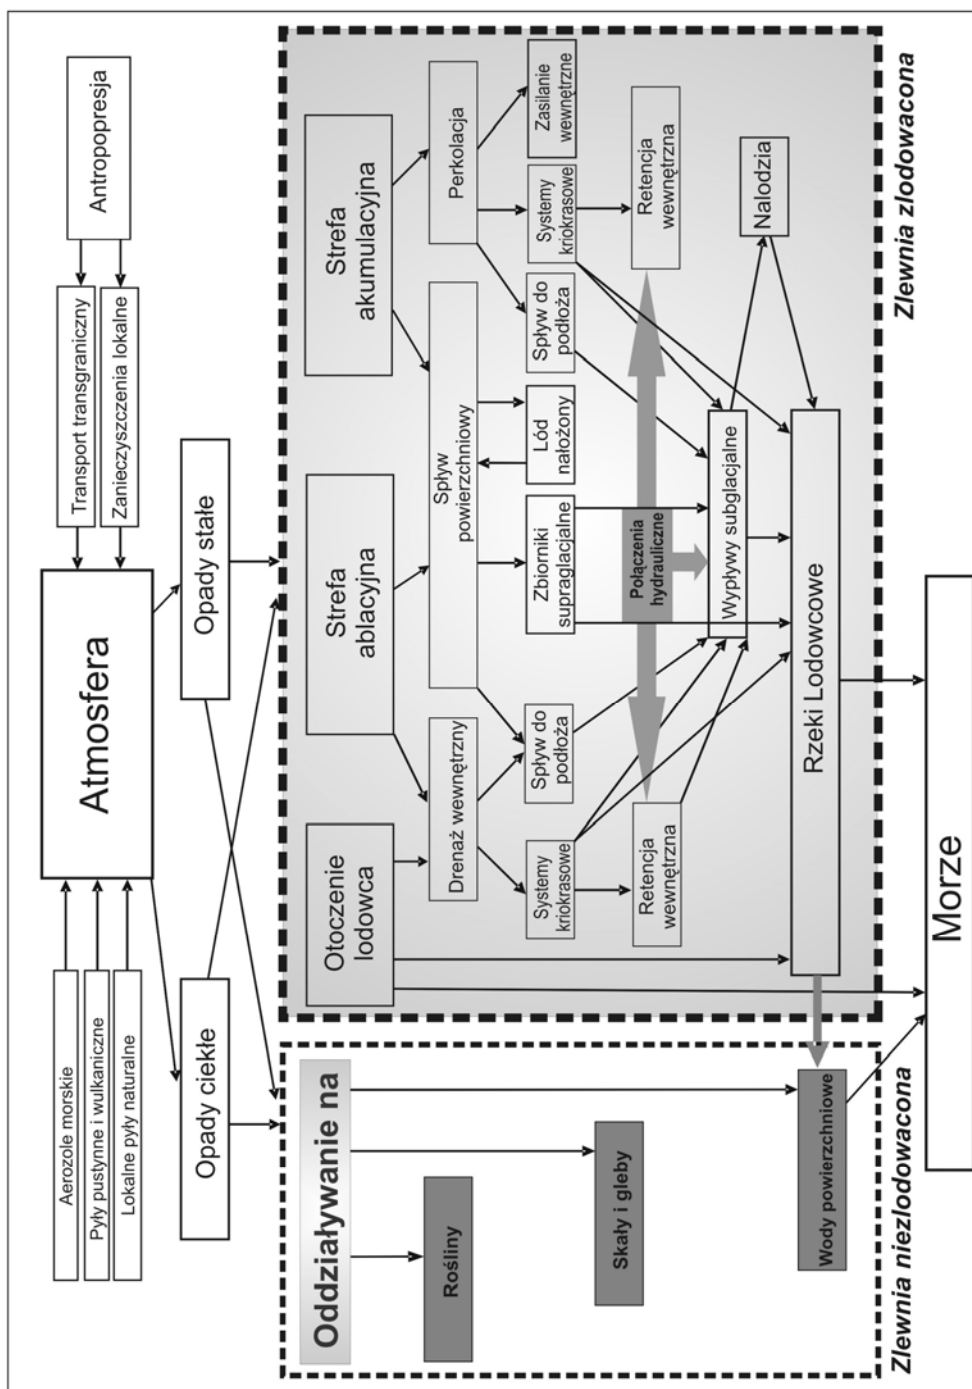 Aerozole morskie
Pyły pustynne i wulkaniczne
Lokalne pyły naturalne
Atmosfera
Transport transgraniczny
Zanieczyszczenia lokalne
Antropopresja
Opady ciekłe
Opady stałe
Oddziaływanie na
Rośliny
Skały i gleby
Wody powierzchniowe
Zlewnia niezlodowacona
Otoczenie
lodowca
Strefa
ablacyjna
Strefa
akumulacyjna
Drenaż wewnętrzny
Spływ
powierzchniowy
Perkolacja
Systemy
kriokrasowe
Spływ do
podłoża
Zbiorniki
supraglacjalne
Lód
nałożony
Spływ do
podłoża
Systemy
kriokrasowe
Zasilanie
wewnętrzne
Retencja
wewnętrzna
Połączenia
hydrauliczne
Retencja
wewnętrzna
Wypływy subglacjalne
Nalodzia
Rzeki Lodowcowe
Zlewnia zlodowacona
Morze